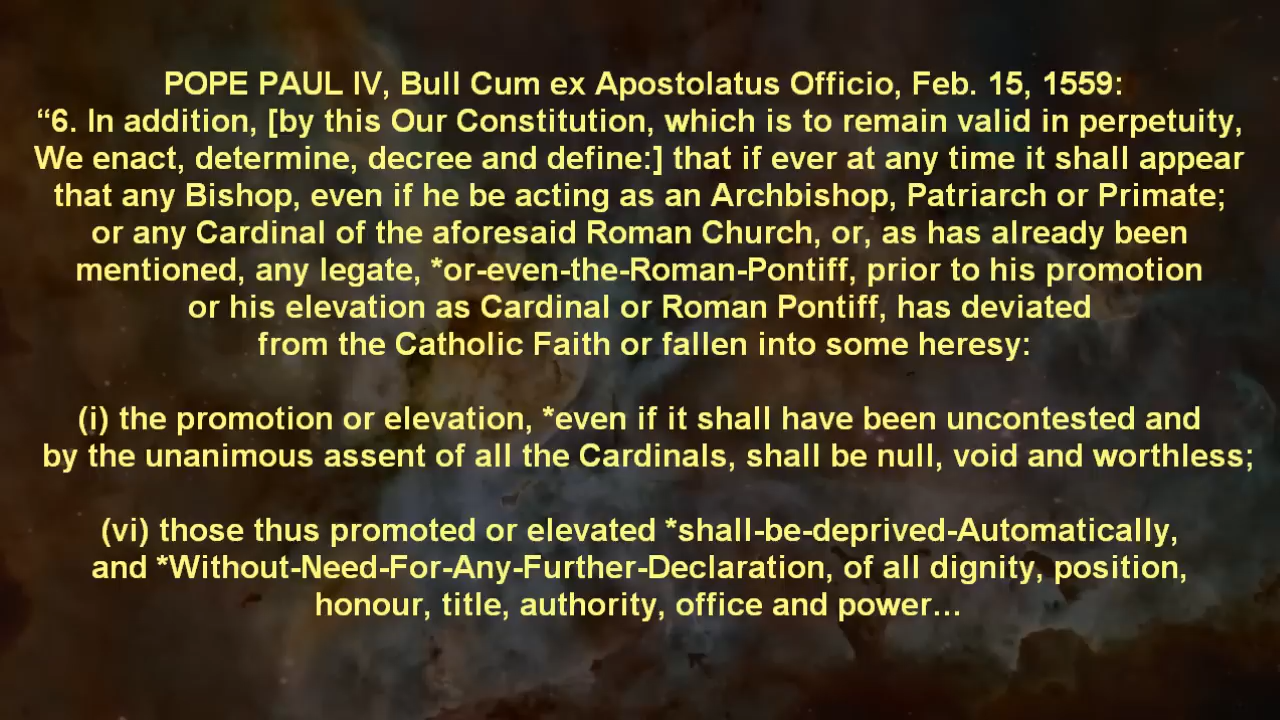 POPE PAUL IV, Bull Cum ex Apostolatus Officio, Feb. 15, 1559:
“6. In addition, [by this Our Constitution, which is to remain valid in perpetuity,
We enact, determine, decree and define:] that if ever at any time it shall appear
that any Bishop, even if he be acting as an Archbishop, Patriarch or Primate;
or any Cardinal of the aforesaid Roman Church, or, as has already been
mentioned, any legate, *or-even-the-Roman-Pontiff, prior to his promotion
or his elevation as Cardinal or Roman Pontiff, has deviated
from the Catholic Faith or fallen into some heresy:
(i) the promotion or elevation, *even if it shall have been uncontested and
by the unanimous assent of all the Cardinals, shall be null, void and worthless;
(vi) those thus promoted or elevated *shall-be-deprived-Automatically,
and *Without-Need-For-Any-Further-Declaration, of all dignity, position,
honour, title, authority, office and power...